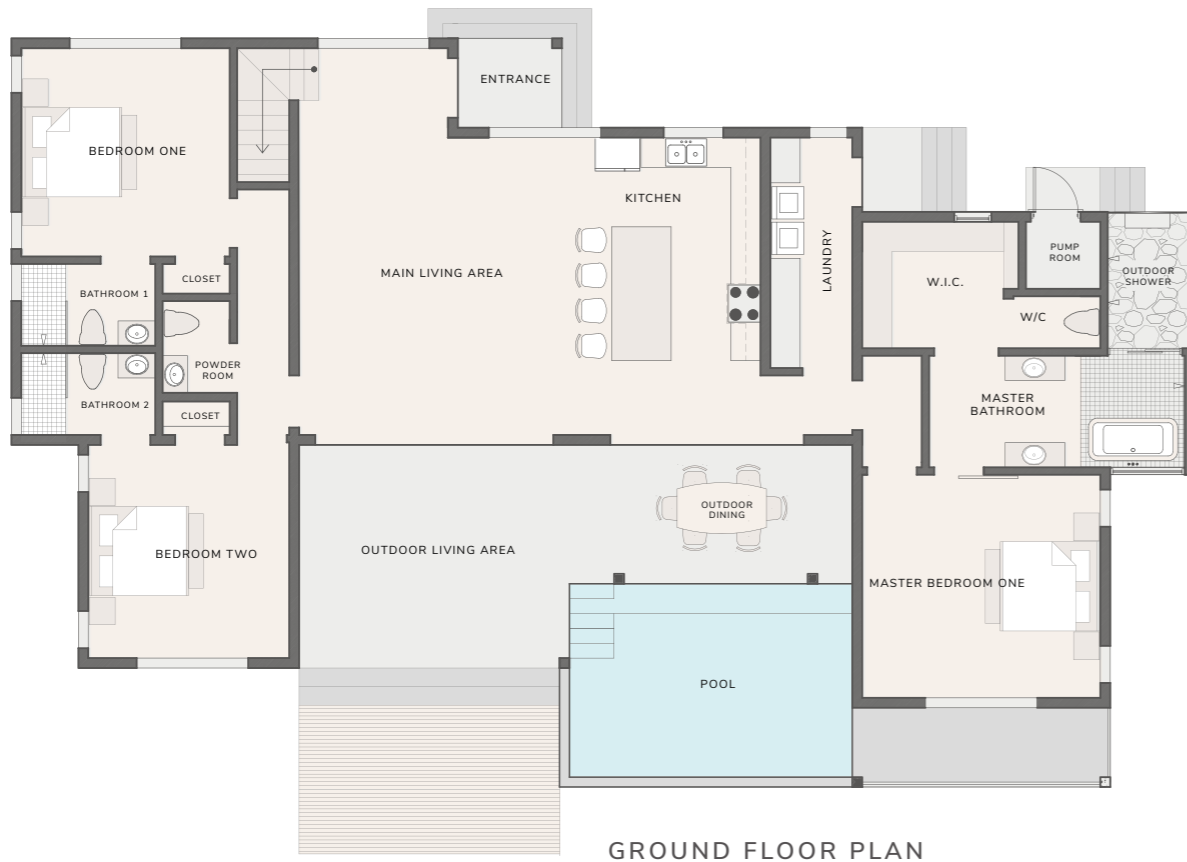 ENTRANCE
BEDROOM ONE
KITCHEN
LAUNDRY
PUMP
ROOM
OUTDOOR
SHOWER
MAIN LIVING AREA
CLOSET
W.I.C.
BATHROOM 1
W/C
POWDER
ROOM
BATHROOM 2
CLOSET
MASTER
BATHROOM
OUTDOOR
DINING
BEDROOM TWO
OUTDOOR LIVING AREA
MASTER BEDROOM ONE
POOL
GROUND FLOOR PLAN